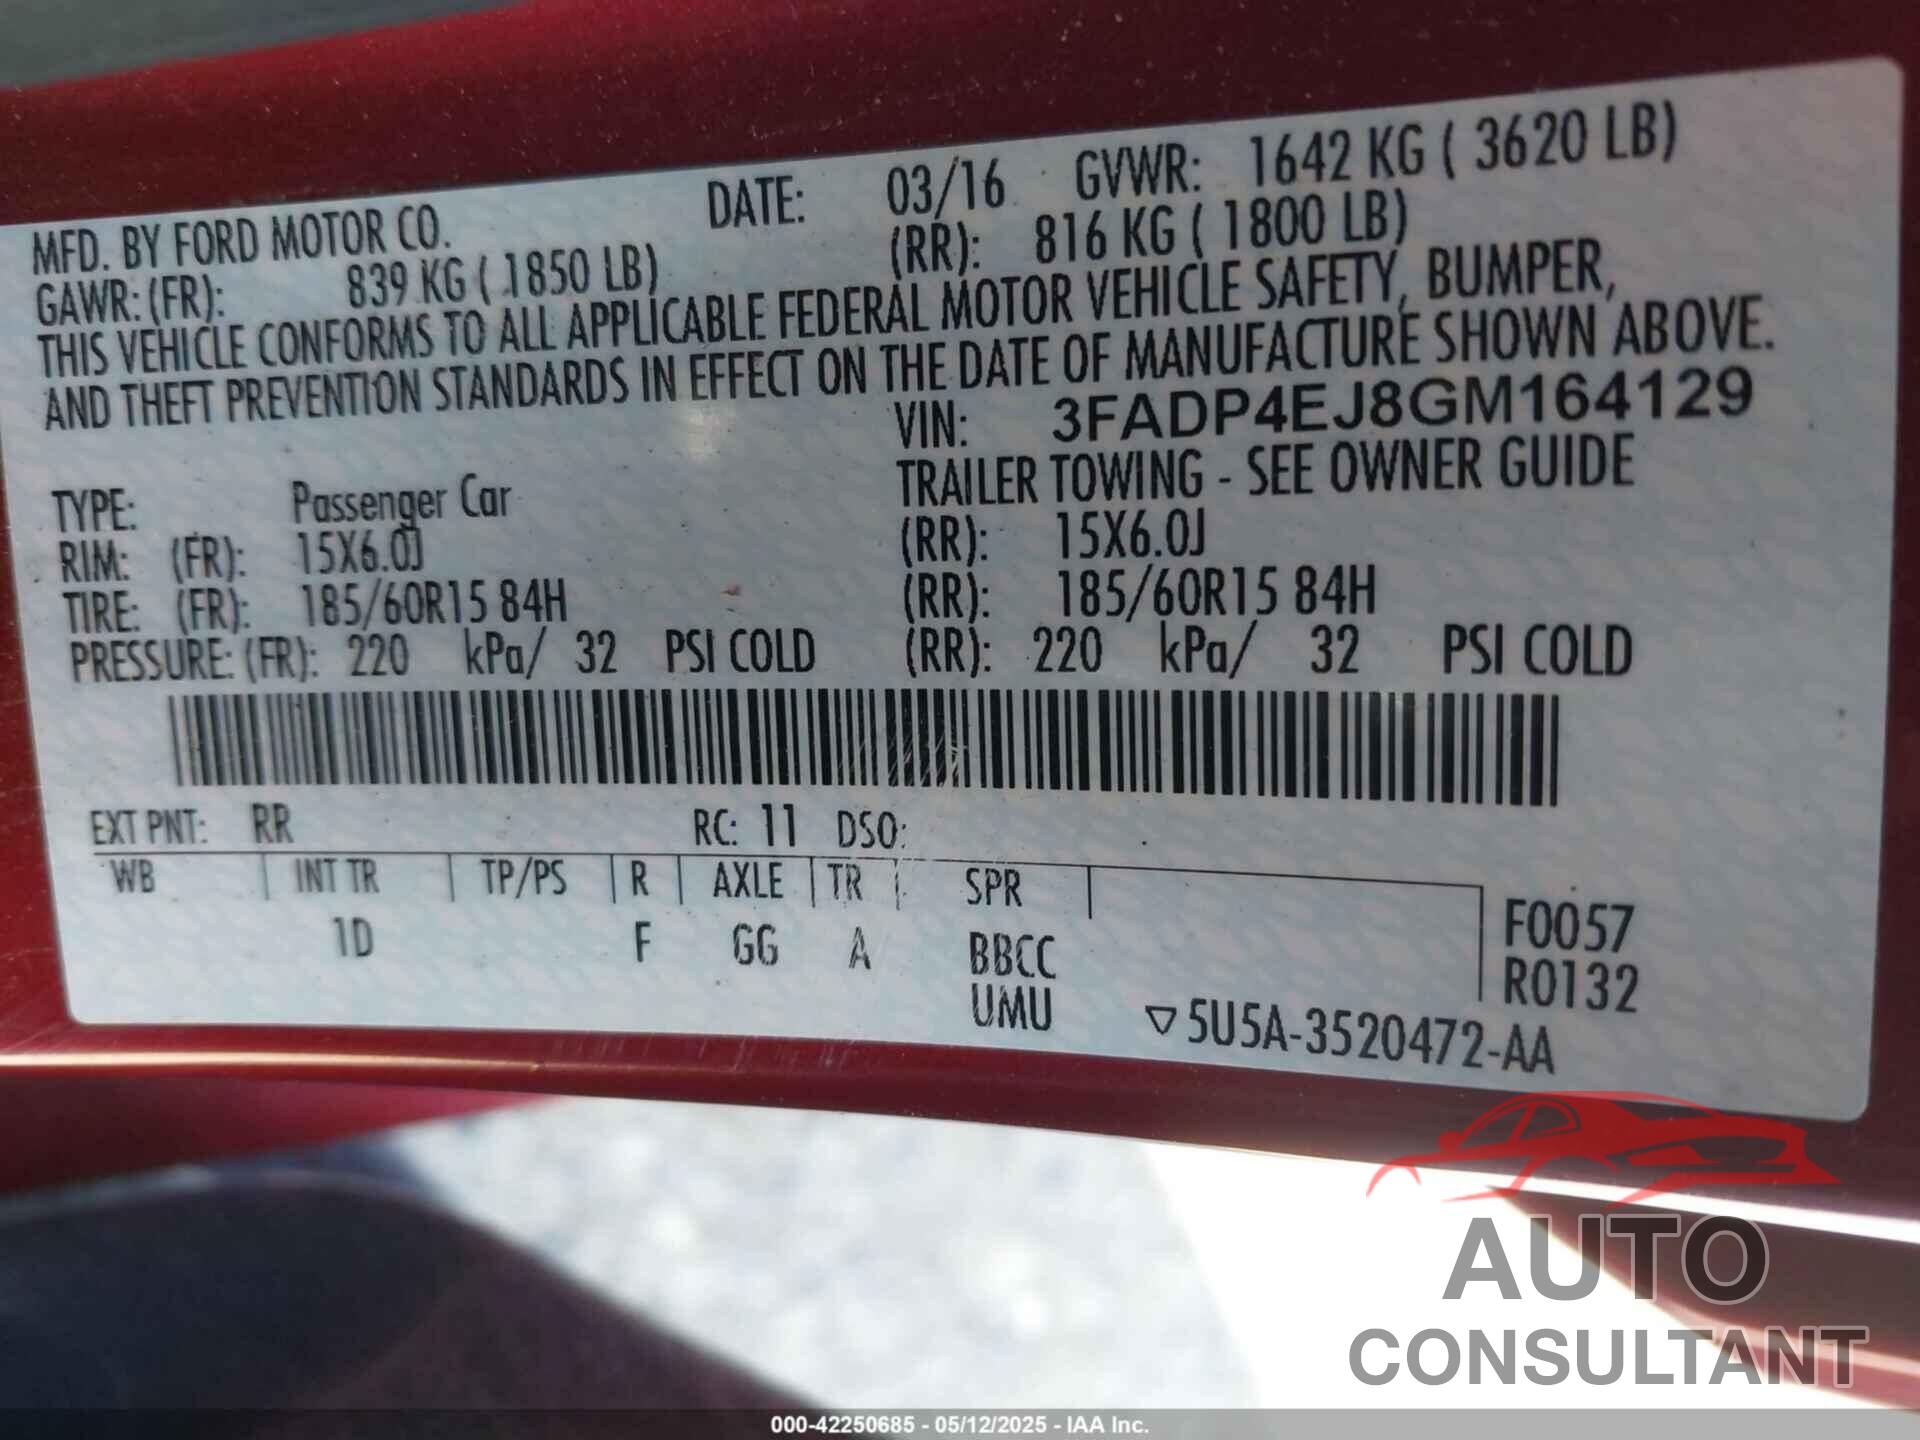 MFD. BY FORD MOTOR CO. DATE: 03/16 GVWR: 1642 KG ( 3620 LB)
GAWR: (FR): 839 KG ( 1850 LB) (RR): 816 KG ( 1800 LB)
THIS VEHICLE CONFORMS TO ALL APPLICABLE FEDERAL MOTOR VEHICLE SAFETY, BUMPER,
AND THEFT PREVENTION STANDARDS IN EFFECT ON THE DATE OF MANUFACTURE SHOWN ABOVE.
VIN: 3FADP4EJ8GM164129
TYPE: Passenger Car TRAILER TOWING - SEE OWNER GUIDE
RIM: (FR): 15X6.0J (RR): 15X6.0J
TIRE: (FR): 185/60R15 84H (RR): 185/60R15 84H
PRESSURE: (FR): 220 kPa/ 32 PSI COLD (RR): 220 kPa/ 32 PSI COLD
EXT PNT: RR RC: 11 DSO:
WB INT TR TP/PS R AXLE TR SPR
1D F GG A BBCC F0057
UMU R0132
5U5A-3520472-AA
AUTO
CONSULTANT
000-42250685 - 05/12/2025 - IAA Inc.